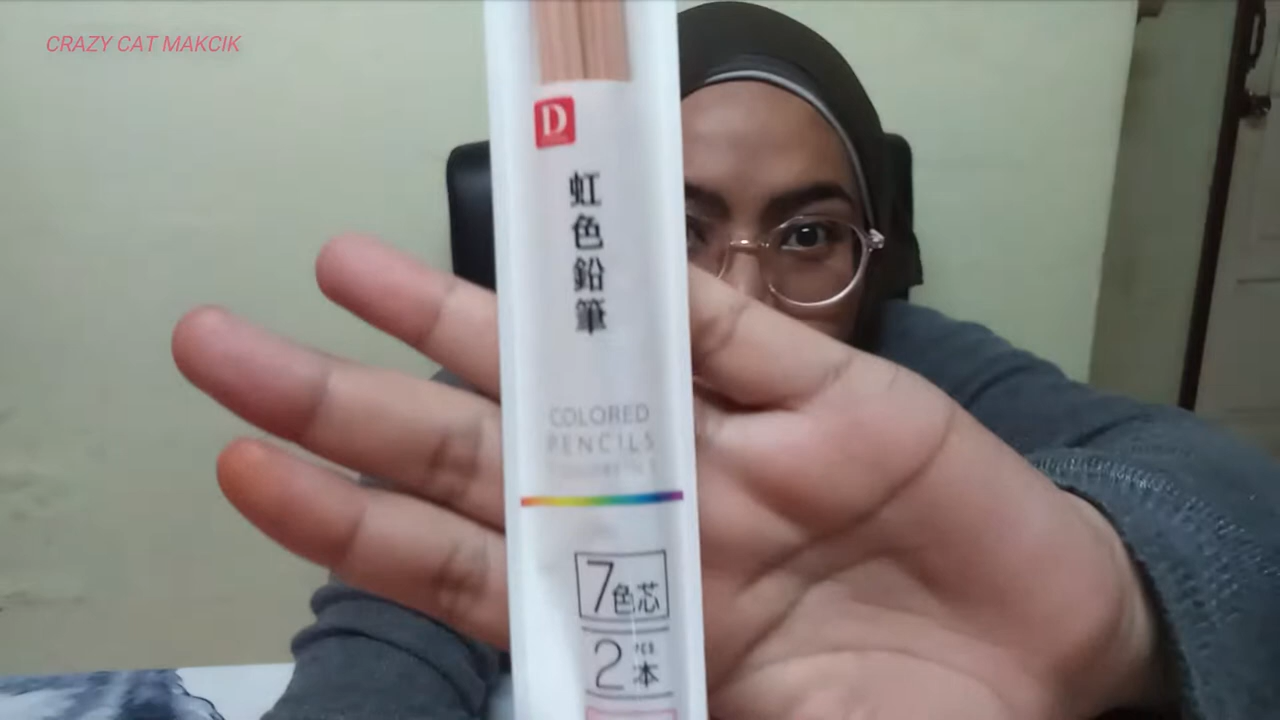 CRAZY CAT MAKCIK
D
虹色鉛筆
COLORED
PENCILS
7色芯
2本